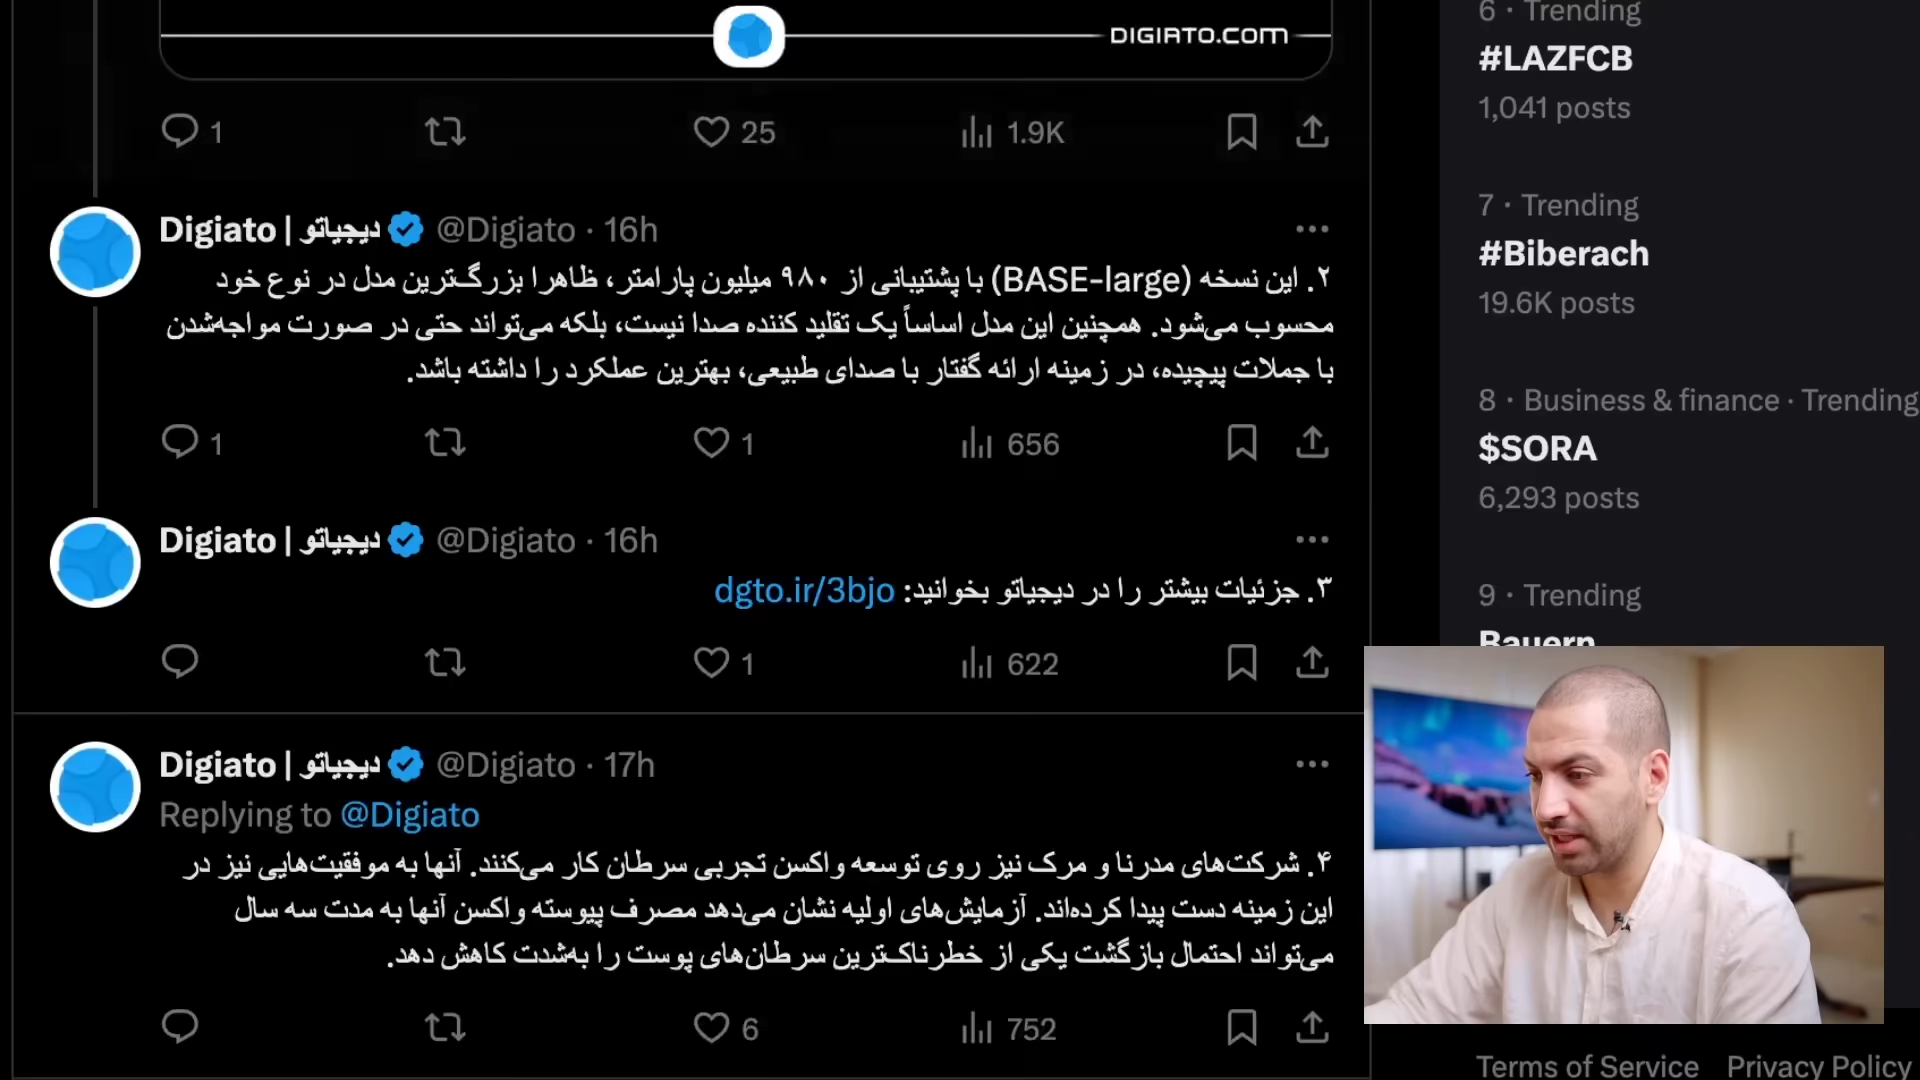 DIGIATO.COM
1
25
1.9K
Digiato | دیجیاتو @Digiato · 16h
۲. این نسخه (BASE-large) با پشتیبانی از ۹۸۰ میلیون پارامتر، ظاهرا بزرگ‌ترین مدل در نوع خود
محسوب می‌شود. همچنین این مدل اساساً یک تقلید کننده صدا نیست، بلکه می‌تواند حتی در صورت مواجه‌شدن
با جملات پیچیده، در زمینه ارائه گفتار با صدای طبیعی، بهترین عملکرد را داشته باشد.
1
1
656
Digiato | دیجیاتو @Digiato · 16h
۳. جزئیات بیشتر را در دیجیاتو بخوانید: dgto.ir/3bjo
1
622
Digiato | دیجیاتو @Digiato · 17h
Replying to @Digiato
۴. شرکت‌های مدرنا و مرک نیز روی توسعه واکسن تجربی سرطان کار می‌کنند. آنها به موفقیت‌هایی نیز در
این زمینه دست پیدا کرده‌اند. آزمایش‌های اولیه نشان می‌دهد مصرف پیوسته واکسن آنها به مدت سه سال
می‌تواند احتمال بازگشت یکی از خطرناک‌ترین سرطان‌های پوست را به‌شدت کاهش دهد.
6
752
6 · Trending
#LAZFCB
1,041 posts
7 · Trending
#Biberach
19.6K posts
8 · Business & finance · Trending
$SORA
6,293 posts
9 · Trending
Bauern
Terms of Service Privacy Policy